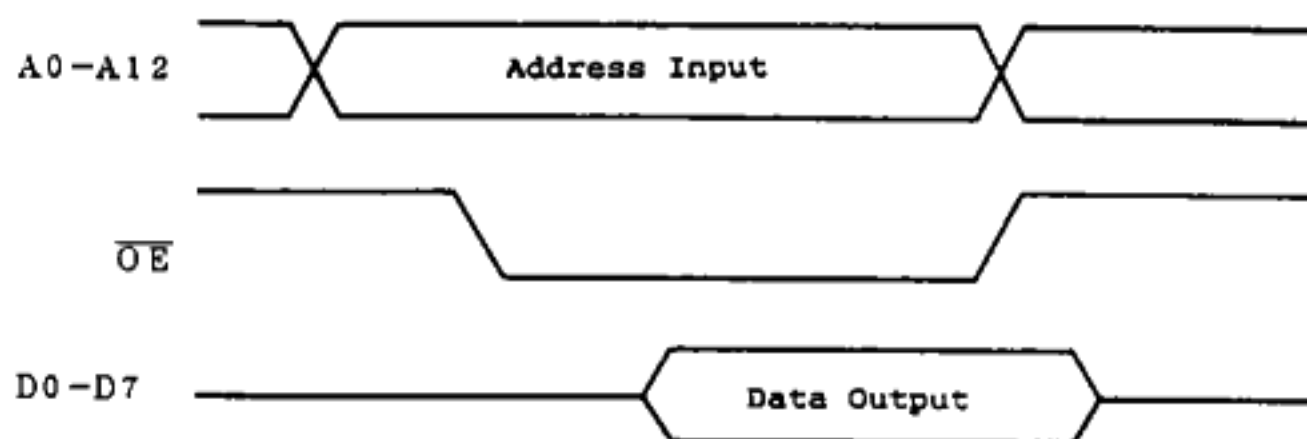 A0-A12
Address Input
OE
D0-D7
Data Output